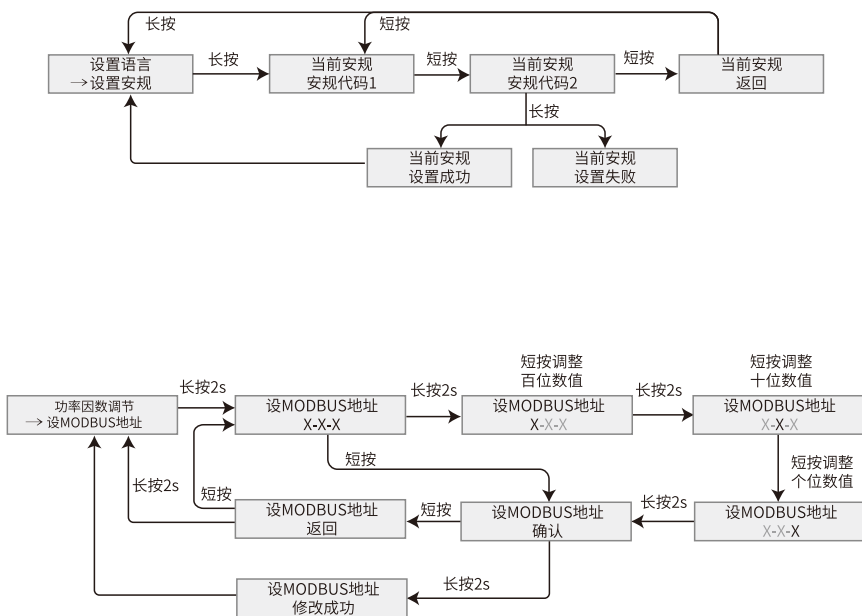 长按
短按
设置语言
→设置安规
长按
当前安规
安规代码1
短按
当前安规
安规代码2
短按
当前安规
返回
长按
当前安规
设置成功
当前安规
设置失败
短按调整
百位数值
短按调整
十位数值
长按2s
长按2s
长按2s
功率因数调节
→ 设MODBUS地址
设MODBUS地址
X-X-X
设MODBUS地址
X-X-X
设MODBUS地址
X-X-X
短按
短按调整
个位数值
长按2s
短按
设MODBUS地址
返回
短按
设MODBUS地址
确认
长按2s
设MODBUS地址
X-X-X
长按2s
设MODBUS地址
修改成功